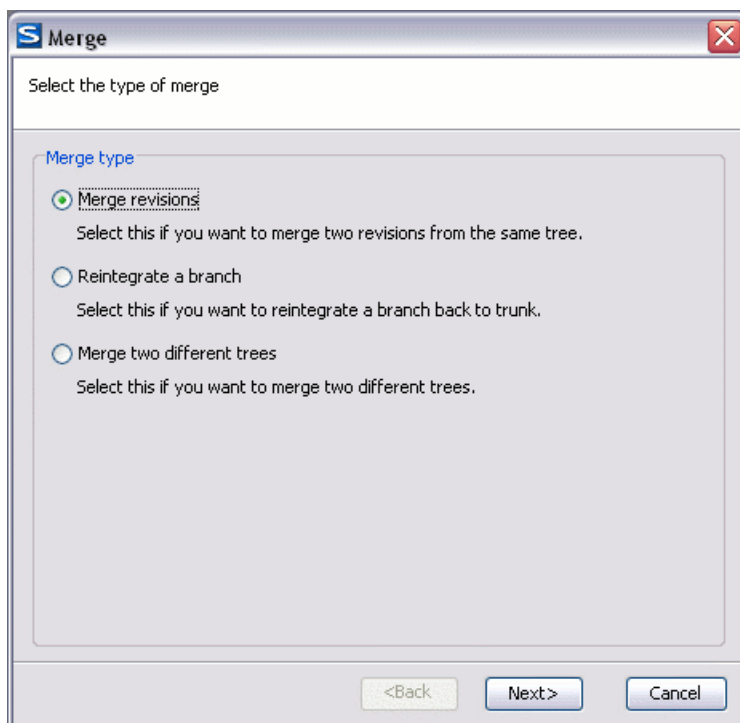 S Merge
Select the type of merge
Merge type
Merge revisions
Select this if you want to merge two revisions from the same tree.
Reintegrate a branch
Select this if you want to reintegrate a branch back to trunk.
Merge two different trees
Select this if you want to merge two different trees.
<Back Next> Cancel